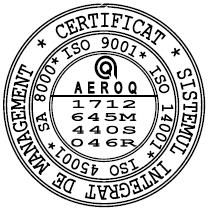 * CERTIFICAT * SISTEMUL INTEGRAT DE MANAGEMENT
* ISO 9001 * ISO 14001 * ISO 45001 * SA 8000
AEROQ
1712
645M
440S
046R